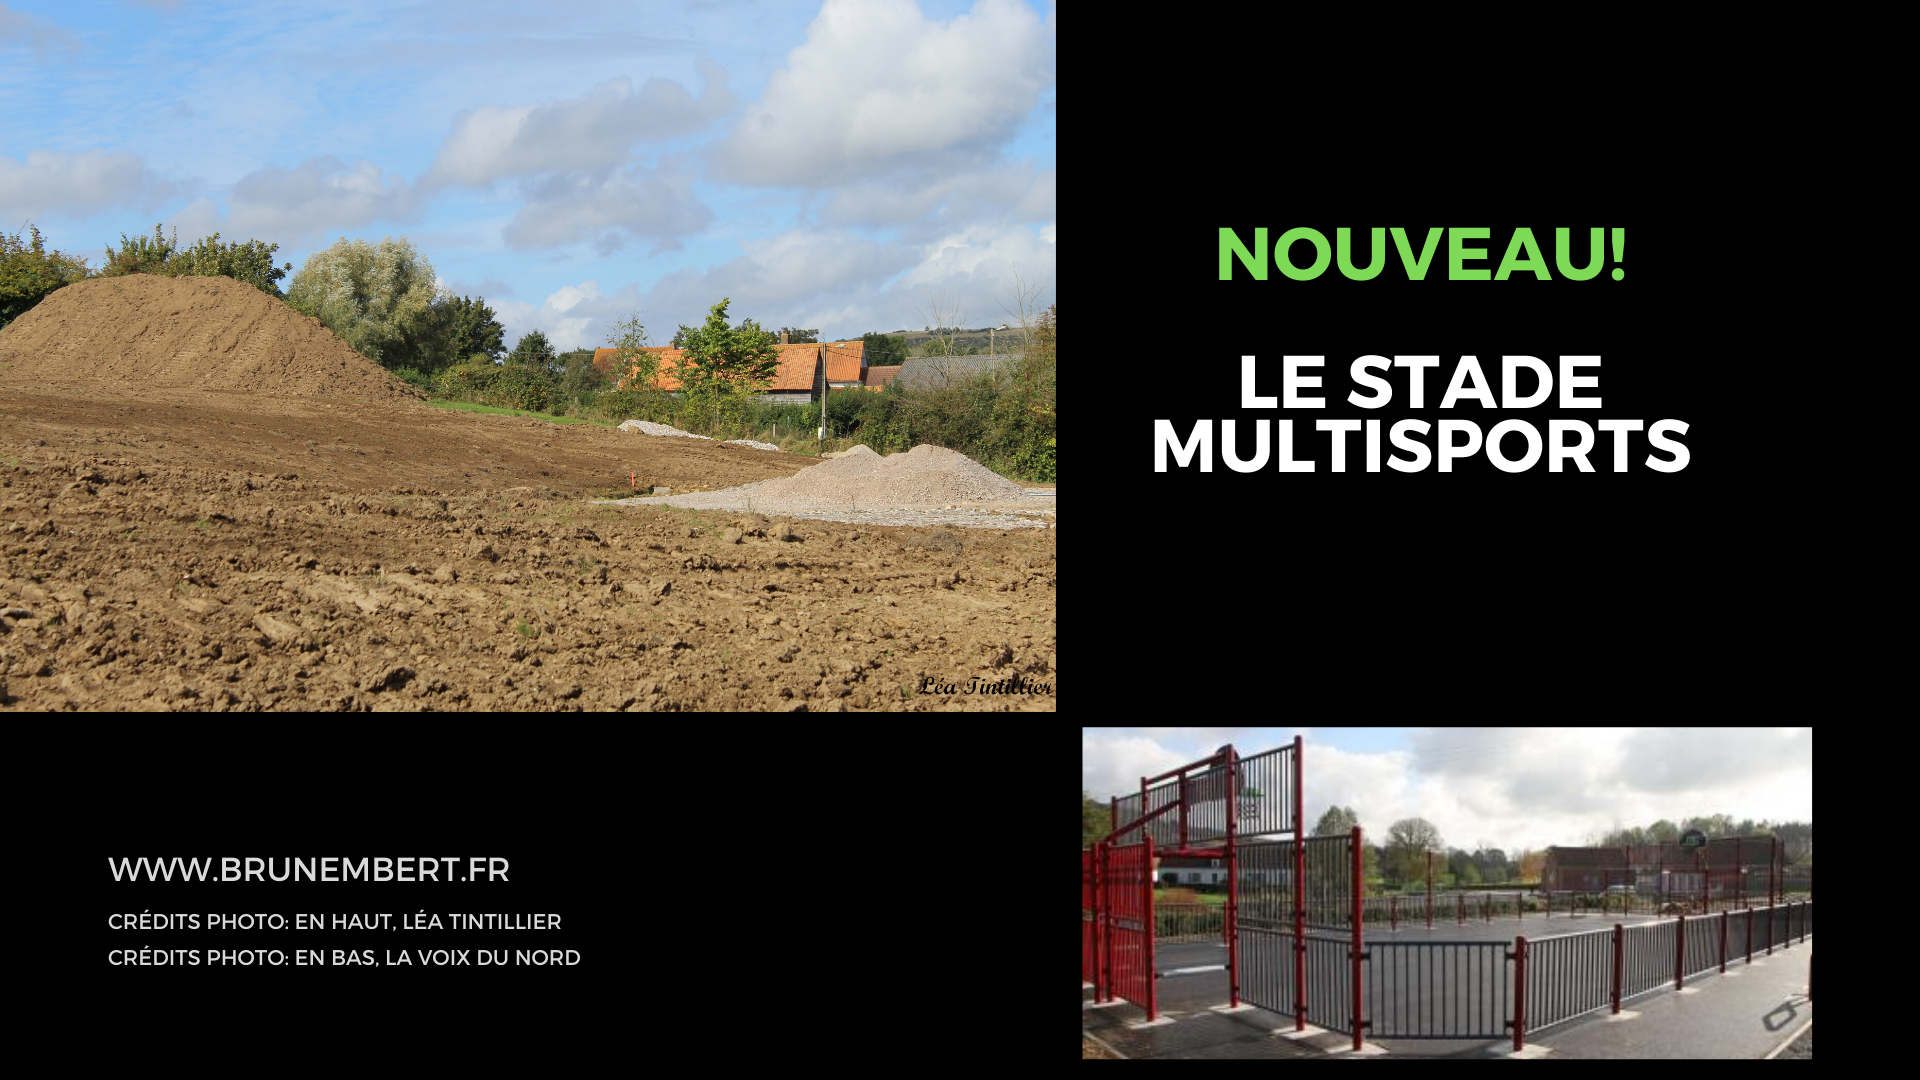 NOUVEAU!
LE STADE
MULTISPORTS
Léa Tintillier
WWW.BRUNEMBERT.FR
CRÉDITS PHOTO: EN HAUT, LÉA TINTILLIER
CRÉDITS PHOTO: EN BAS, LA VOIX DU NORD